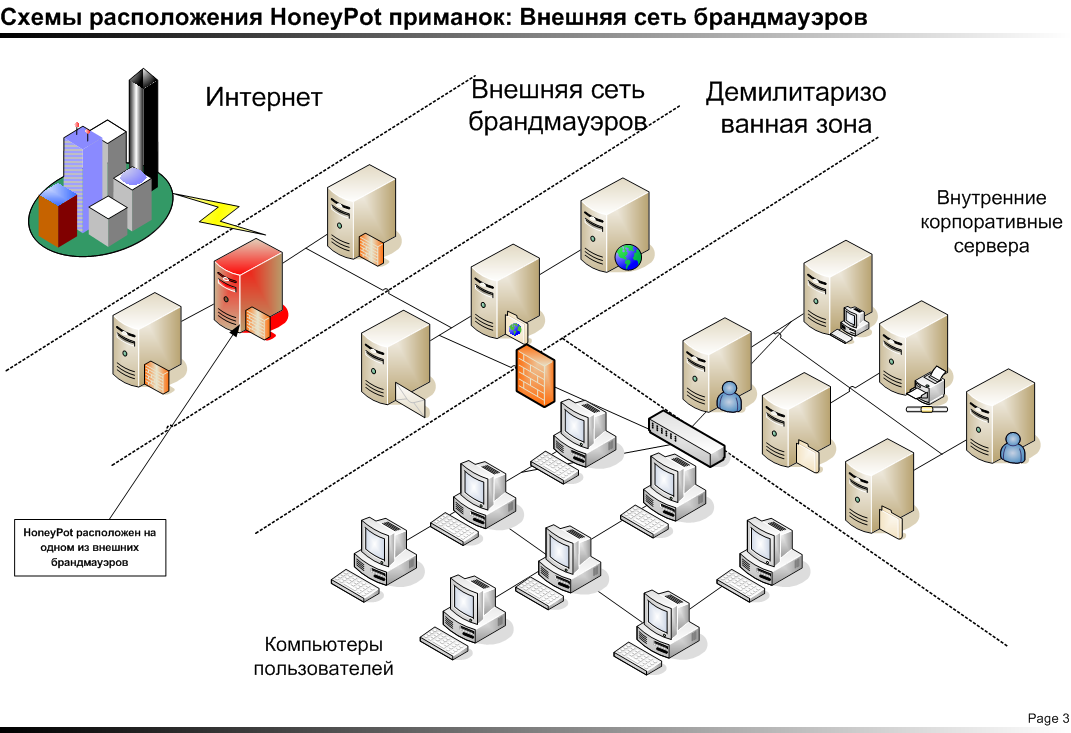 Схемы расположения HoneyPot приманок: Внешняя сеть брандмауэров
Интернет
Внешняя сеть
брандмауэров
Демилитаризо
ванная зона
Внутренние
корпоративные
сервера
HoneyPot расположен на
одном из внешних
брандмауров
Компьютеры
пользователей
Page 3